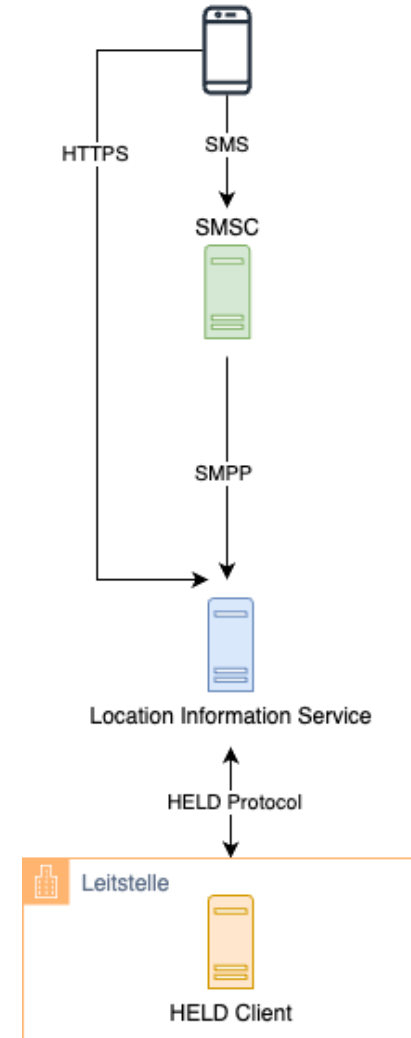 SMS
HTTPS
SMSC
SMPP
Location Information Service
HELD Protocol
Leitstelle
HELD Client